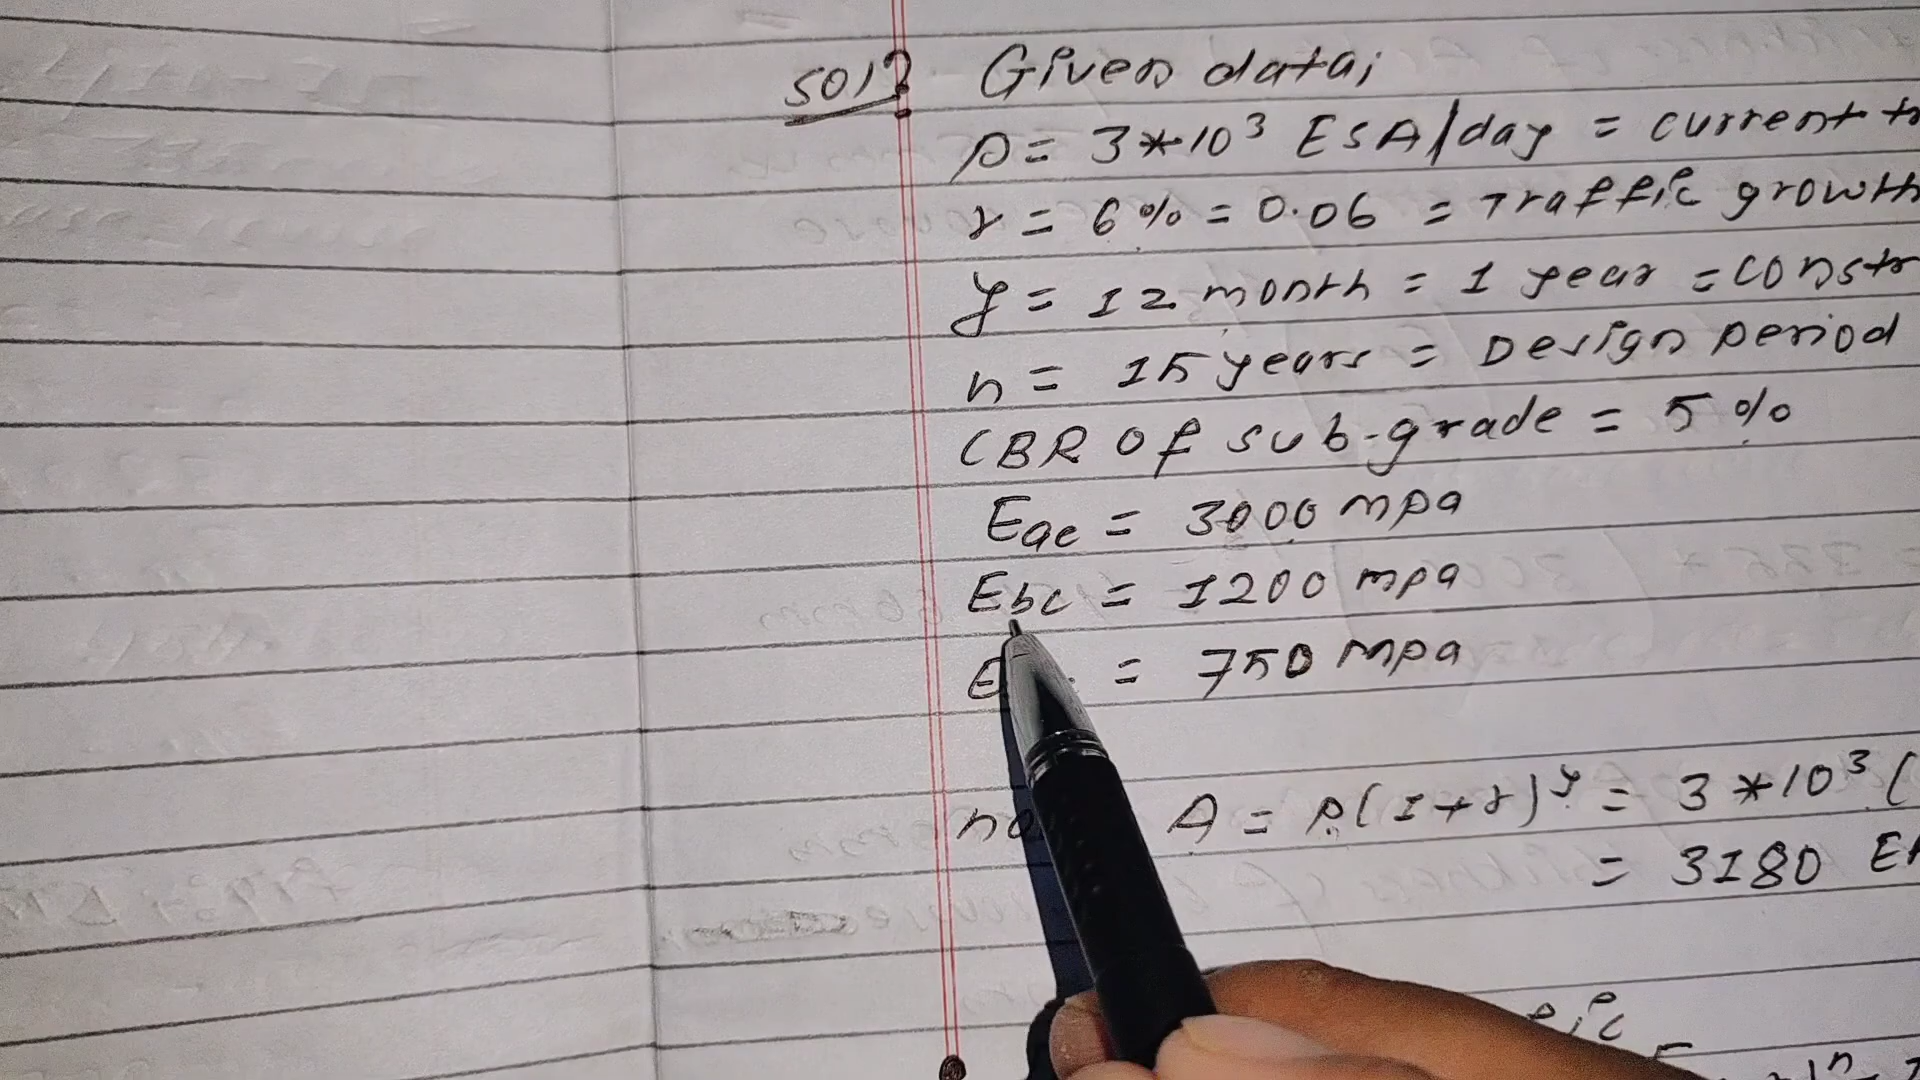 Sol? Given data;
P = 3*10³ ESA/day = current
r = 6% = 0.06 = Traffic growth
y = 12 month = 1 year =
n = 15 years = Design period
CBR of sub-grade = 5%
Eac = 3000 mpa
Ebc = 1200 mpa
= 750 mpa
A = P(1+r)^y = 3*10³ (
= 3180